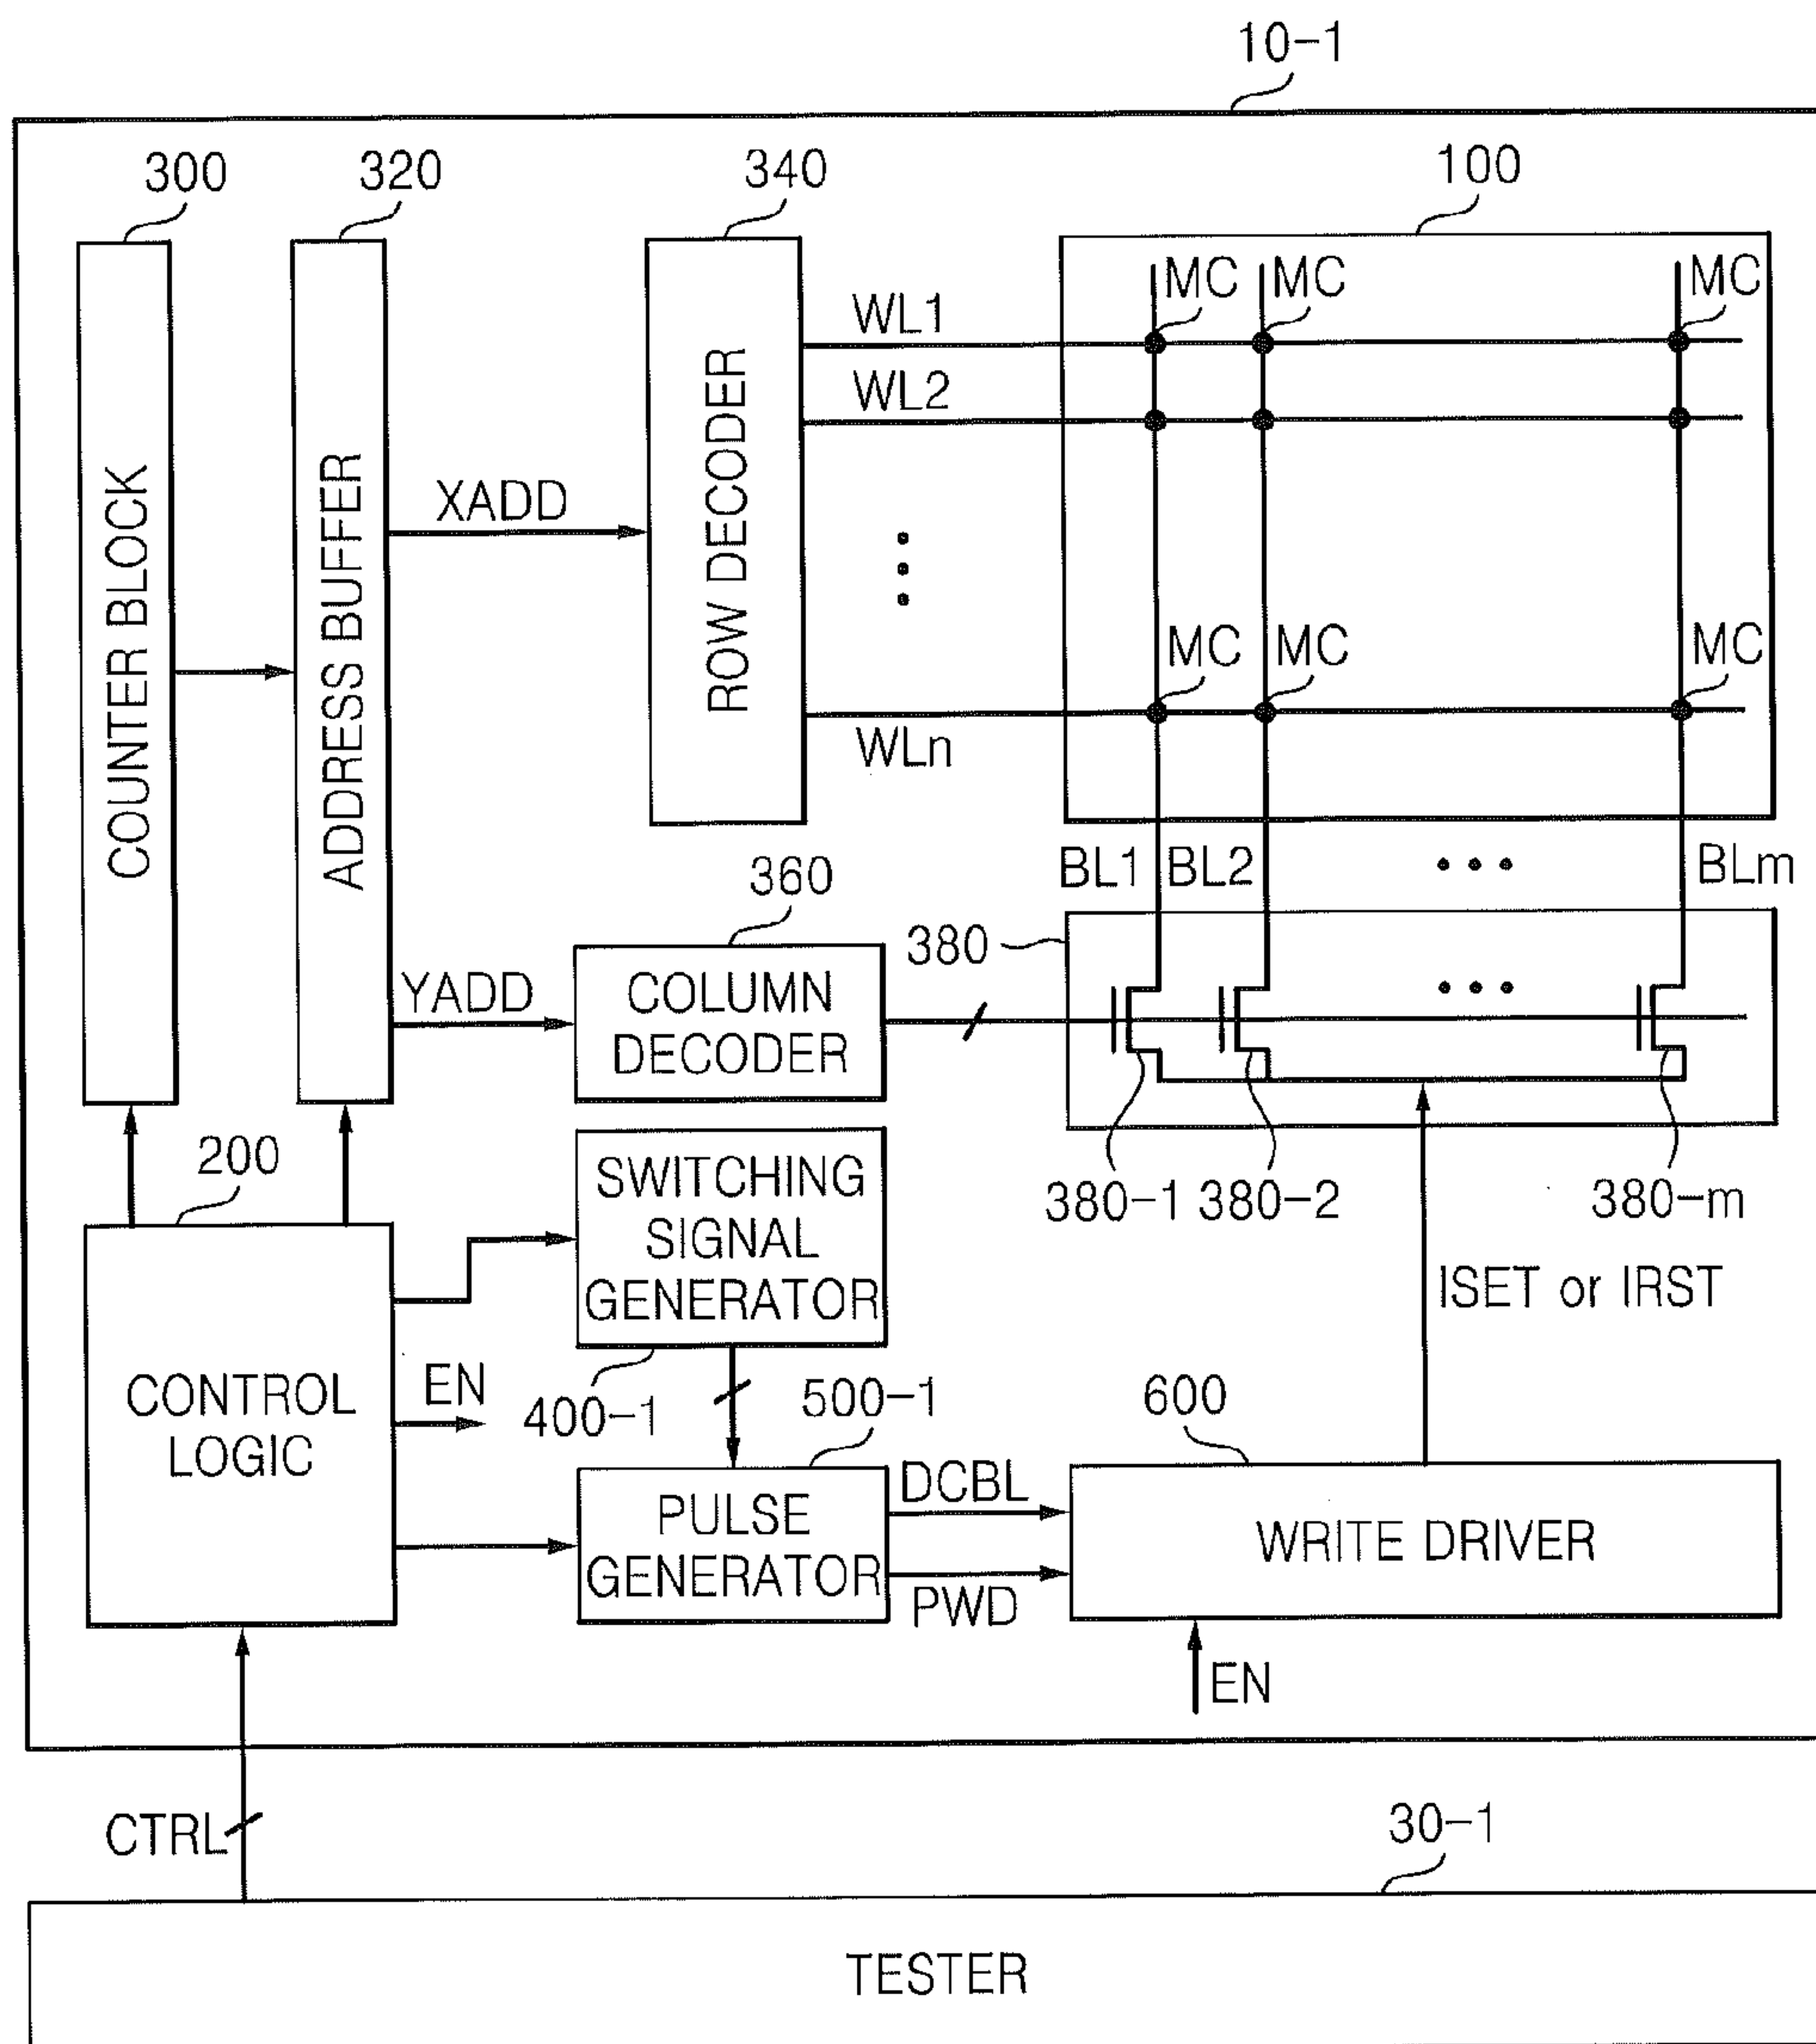 10-1
300
320
340
100
COUNTER BLOCK
ADDRESS BUFFER
ROW DECODER
XADD
WL1
WL2
WLn
MC
MC
MC
MC
MC
MC
BL1
BL2
BLm
360
380
YADD
COLUMN
DECODER
380-1
380-2
380-m
200
SWITCHING
SIGNAL
GENERATOR
400-1
ISET or IRST
CONTROL
LOGIC
EN
500-1
600
PULSE
GENERATOR
DCBL
PWD
WRITE DRIVER
EN
CTRL
30-1
TESTER